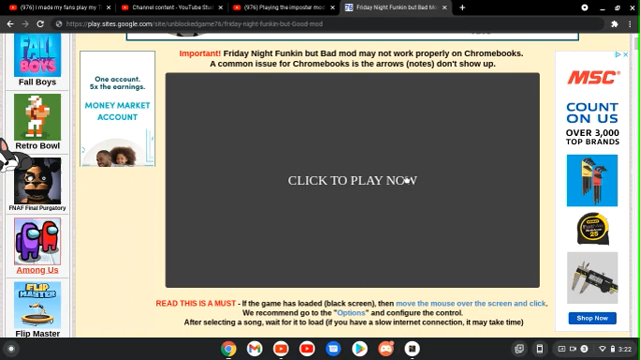 (976) I made my fans play my T
Channel content - YouTube Stud
(976) Playing the impostor mod
Friday Night Funkin but Bad Mod
https://play.sites.google.com/site/unblockedgame76/friday-night-funkin-but-Good-mod
Fall Boys
Retro Bowl
FNAF Final Purgatory
Among Us
FLIP MASTER
Flip Master
One account.
5x the earnings.
MONEY MARKET
ACCOUNT
Important! Friday Night Funkin but Bad mod may not work properly on Chromebooks.
A common issue for Chromebooks is the arrows (notes) don't show up.
CLICK TO PLAY NOW
READ THIS IS A MUST - If the game has loaded (black screen), then move the mouse over the screen and click.
We recommend go to the "Options" and configure the control.
After selecting a song, wait for it to load (if you have a slow internet connection, it may take time)
MSC
COUNT
ON US
OVER 3,000
TOP BRANDS
Shop Now
3:22